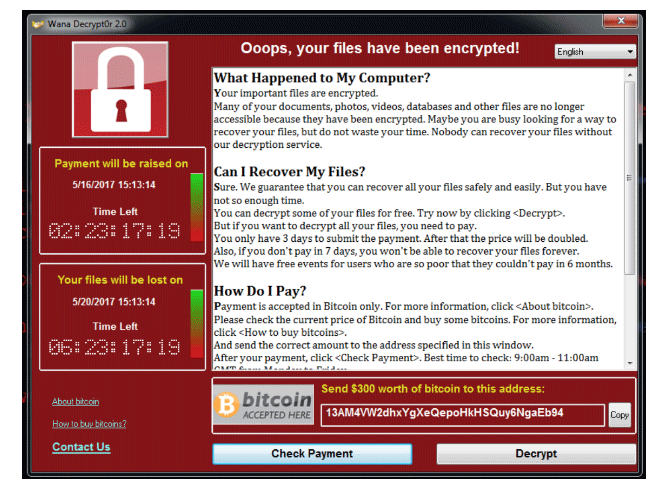 Wana Decrypt0r 2.0
Ooops, your files have been encrypted!
English
What Happened to My Computer?
Your important files are encrypted.
Many of your documents, photos, videos, databases and other files are no longer
accessible because they have been encrypted. Maybe you are busy looking for a way to
recover your files, but do not waste your time. Nobody can recover your files without
our decryption service.
Can I Recover My Files?
Sure. We guarantee that you can recover all your files safely and easily. But you have
not so enough time.
You can decrypt some of your files for free. Try now by clicking <Decrypt>.
But if you want to decrypt all your files, you need to pay.
You only have 3 days to submit the payment. After that the price will be doubled.
Also, if you don't pay in 7 days, you won't be able to recover your files forever.
We will have free events for users who are so poor that they couldn't pay in 6 months.
How Do I Pay?
Payment is accepted in Bitcoin only. For more information, click <About bitcoin>.
Please check the current price of Bitcoin and buy some bitcoins. For more information,
click <How to buy bitcoins>.
And send the correct amount to the address specified in this window.
After your payment, click <Check Payment>. Best time to check: 9:00am - 11:00am
GMT from Monday to Friday.
Payment will be raised on
5/16/2017 15:13:14
Time Left
02:23:17:19
Your files will be lost on
5/20/2017 15:13:14
Time Left
06:23:17:19
About bitcoin
How to buy bitcoins?
Contact Us
bitcoin
ACCEPTED HERE
Send $300 worth of bitcoin to this address:
13AM4VW2dhxYgXeQepoHkHSQuy6NgaEb94
Copy
Check Payment
Decrypt